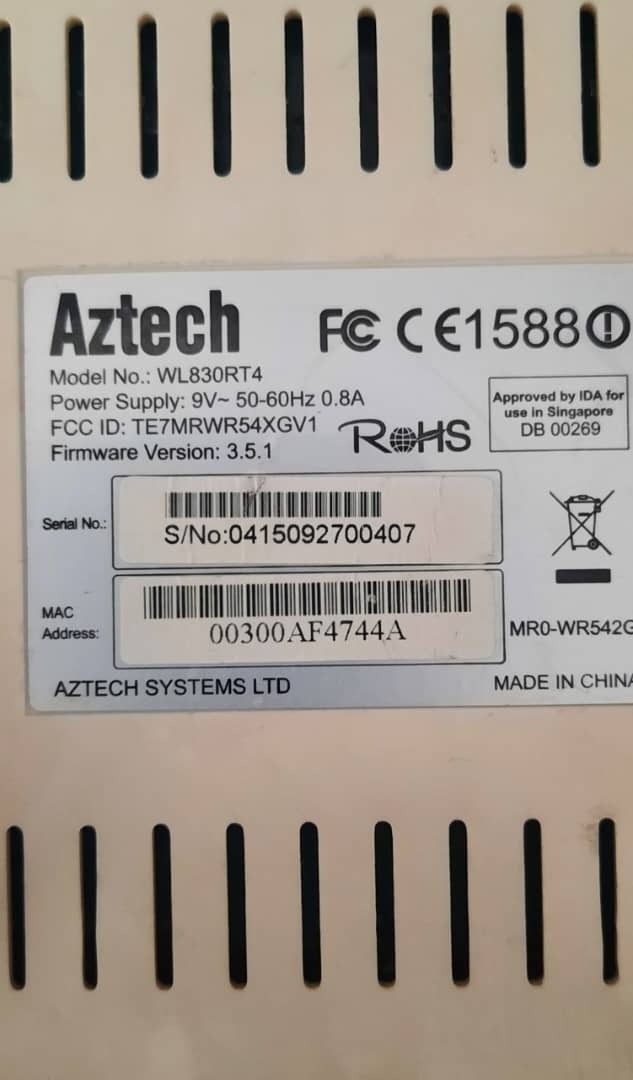 Aztech FC CE1588
Model No.: WL830RT4
Power Supply: 9V~ 50-60Hz 0.8A
FCC ID: TE7MRWR54XGV1
Firmware Version: 3.5.1
RoHS
Approved by IDA for
use in Singapore
DB 00269
Serial No.:
S/No:0415092700407
MAC
Address:
00300AF4744A
MR0-WR542G
AZTECH SYSTEMS LTD
MADE IN CHINA